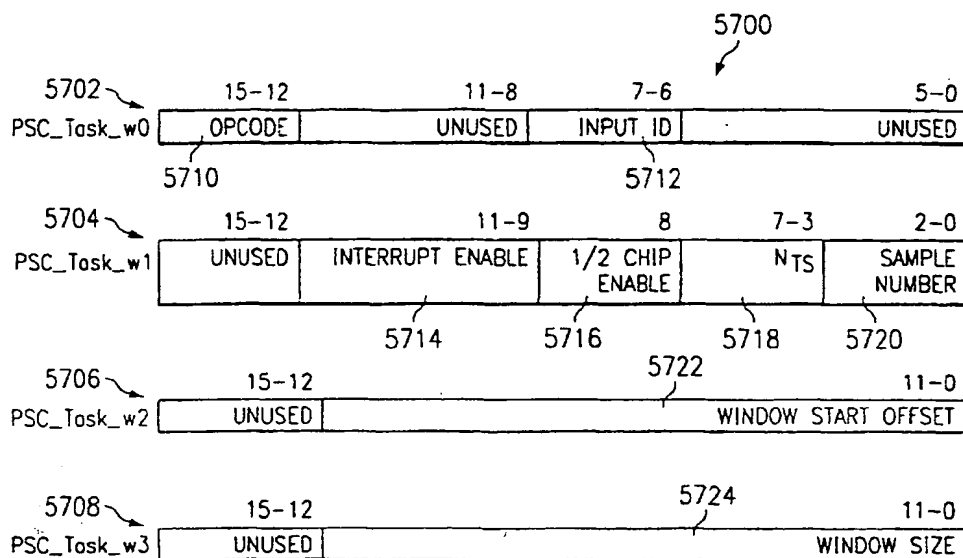 5700
5702
15-12 11-8 7-6 5-0
PSC_Task_w0 OPCODE UNUSED INPUT ID UNUSED
5710 5712
5704
15-12 11-9 8 7-3 2-0
PSC_Task_w1 UNUSED INTERRUPT ENABLE 1/2 CHIP ENABLE NTS SAMPLE NUMBER
5714 5716 5718 5720
5706
15-12 5722 11-0
PSC_Task_w2 UNUSED WINDOW START OFFSET
5708
15-12 5724 11-0
PSC_Task_w3 UNUSED WINDOW SIZE